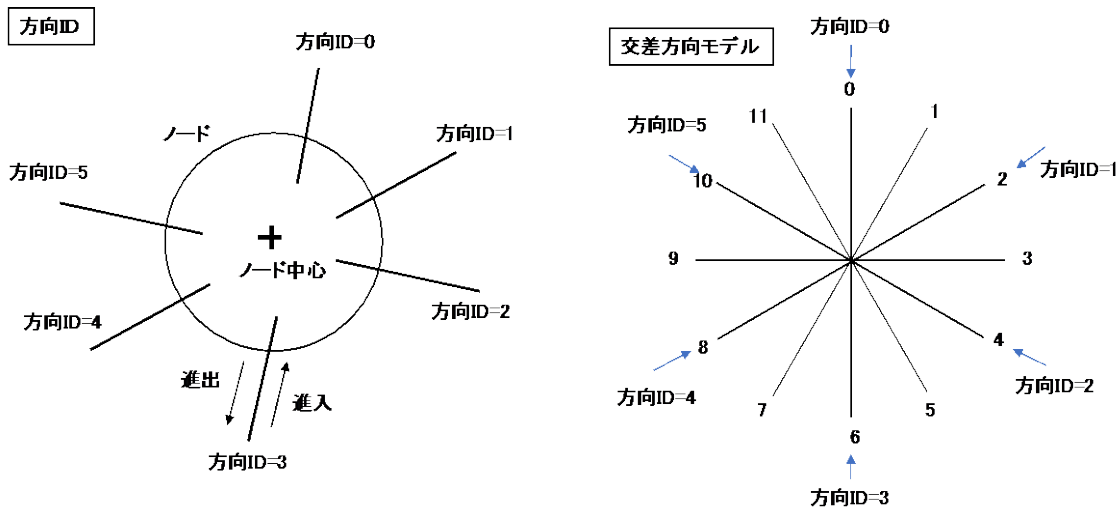 方向ID
方向ID=0
ノード
方向ID=1
方向ID=5
ノード中心
方向ID=2
方向ID=4
進出
進入
方向ID=3
交差方向モデル
方向ID=0
0
11
1
方向ID=5
方向ID=1
10
2
9
3
8
4
方向ID=4
方向ID=2
7
5
6
方向ID=3